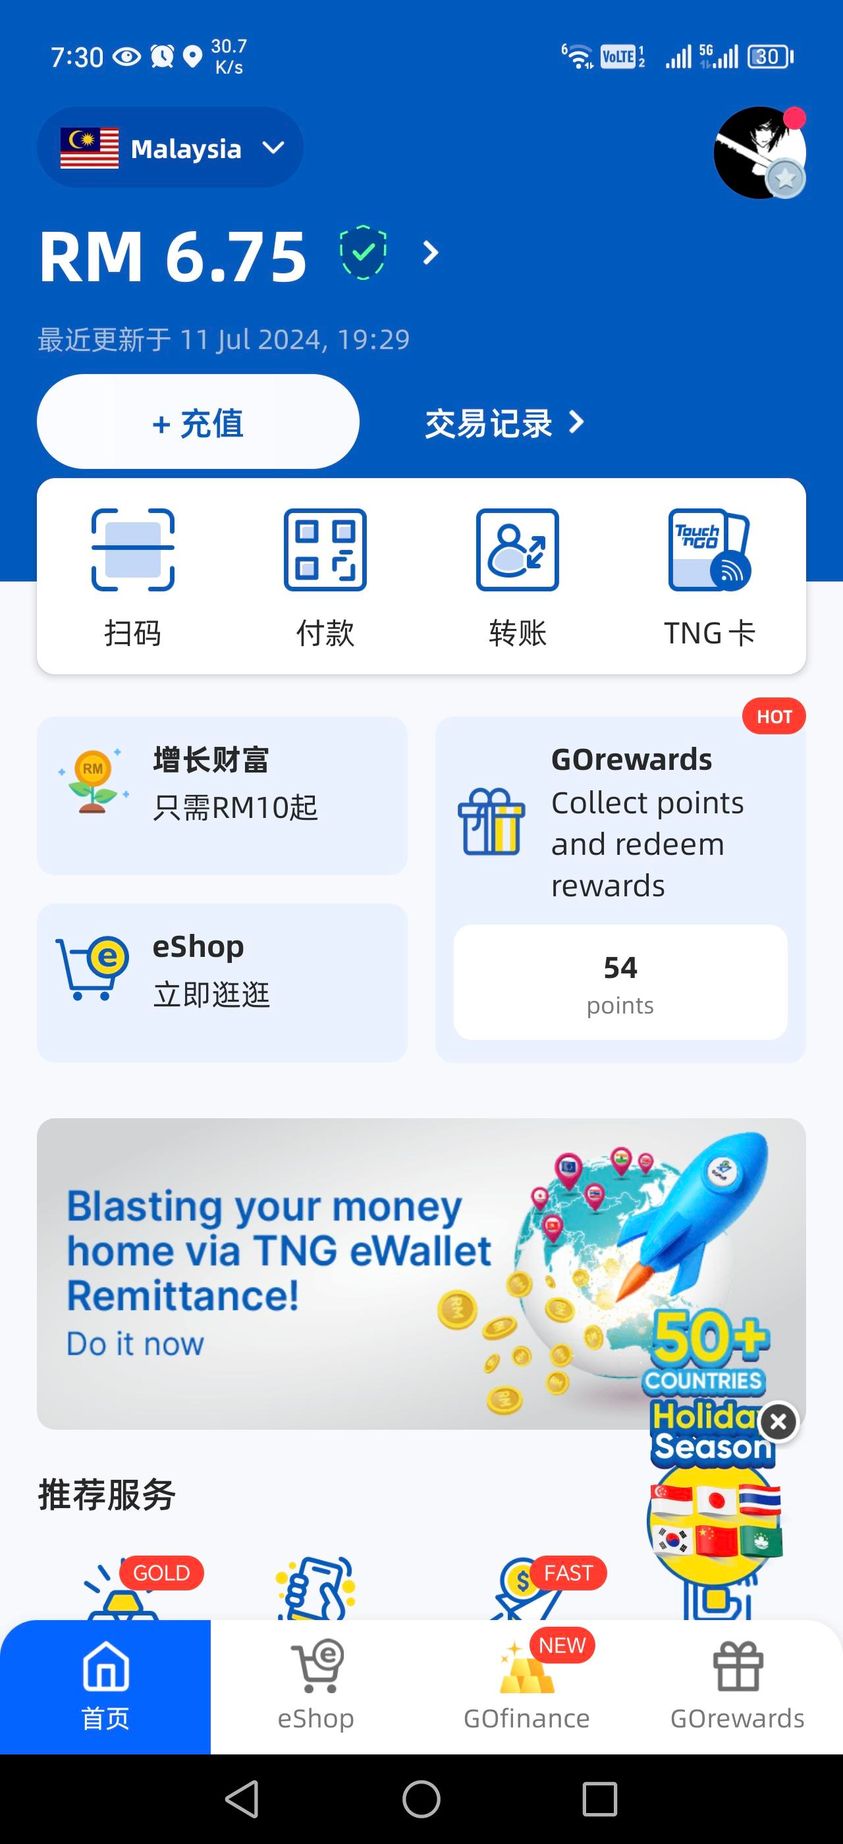 7:30
30.7
K/s
6
VoLTE
1
2
5G
30
Malaysia
RM 6.75
最近更新于 11 Jul 2024, 19:29
+ 充值
交易记录
Touch
'nGO
扫码
付款
转账
TNG 卡
HOT
RM
增长财富
只需RM10起
GOrewards
Collect points
and redeem
rewards
e
eShop
立即逛逛
54
points
Blasting your money
home via TNG eWallet
Remittance!
Do it now
50+
COUNTRIES
Holiday
Season
推荐服务
GOLD
$
FAST
首页
e
eShop
NEW
GOfinance
GOrewards